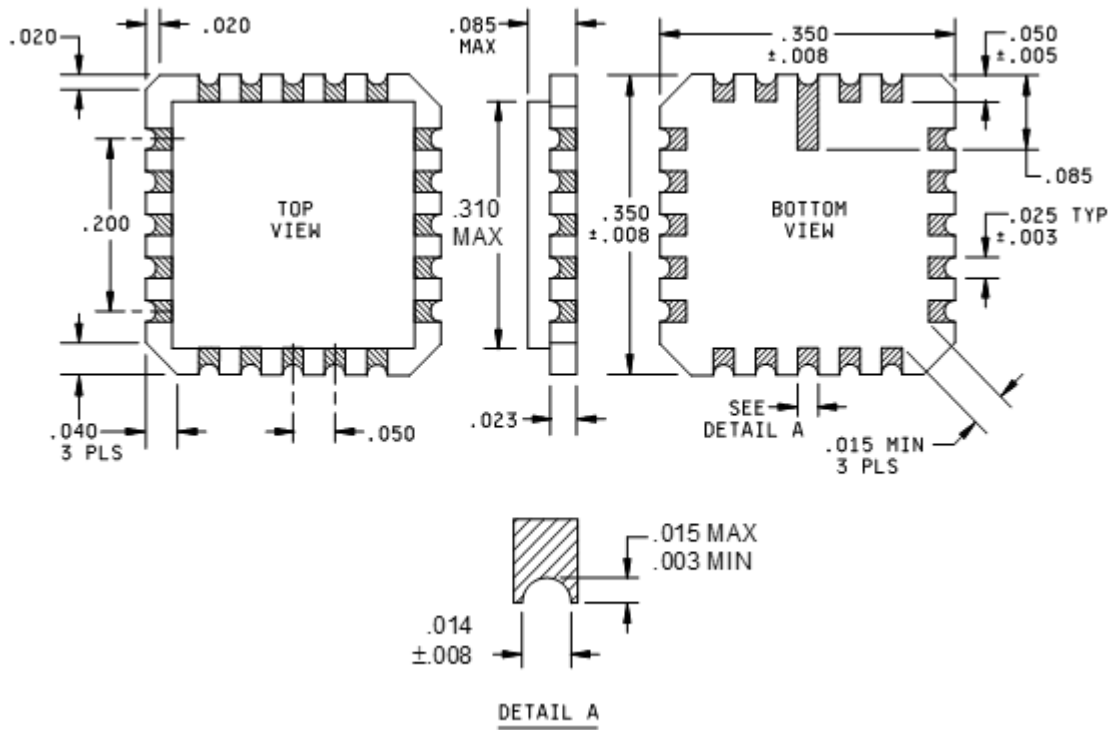 .020
.020
.085
MAX
.350
±.008
.050
±.005
.200
TOP
VIEW
.310
MAX
.350
±.008
BOTTOM
VIEW
.085
.025 TYP
±.003
.040
3 PLS
.050
.023
SEE
DETAIL A
.015 MIN
3 PLS
.015 MAX
.003 MIN
.014
±.008
DETAIL A